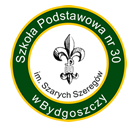 Szkoła Podstawowa nr 30
im. Szarych Szeregów
w Bydgoszczy